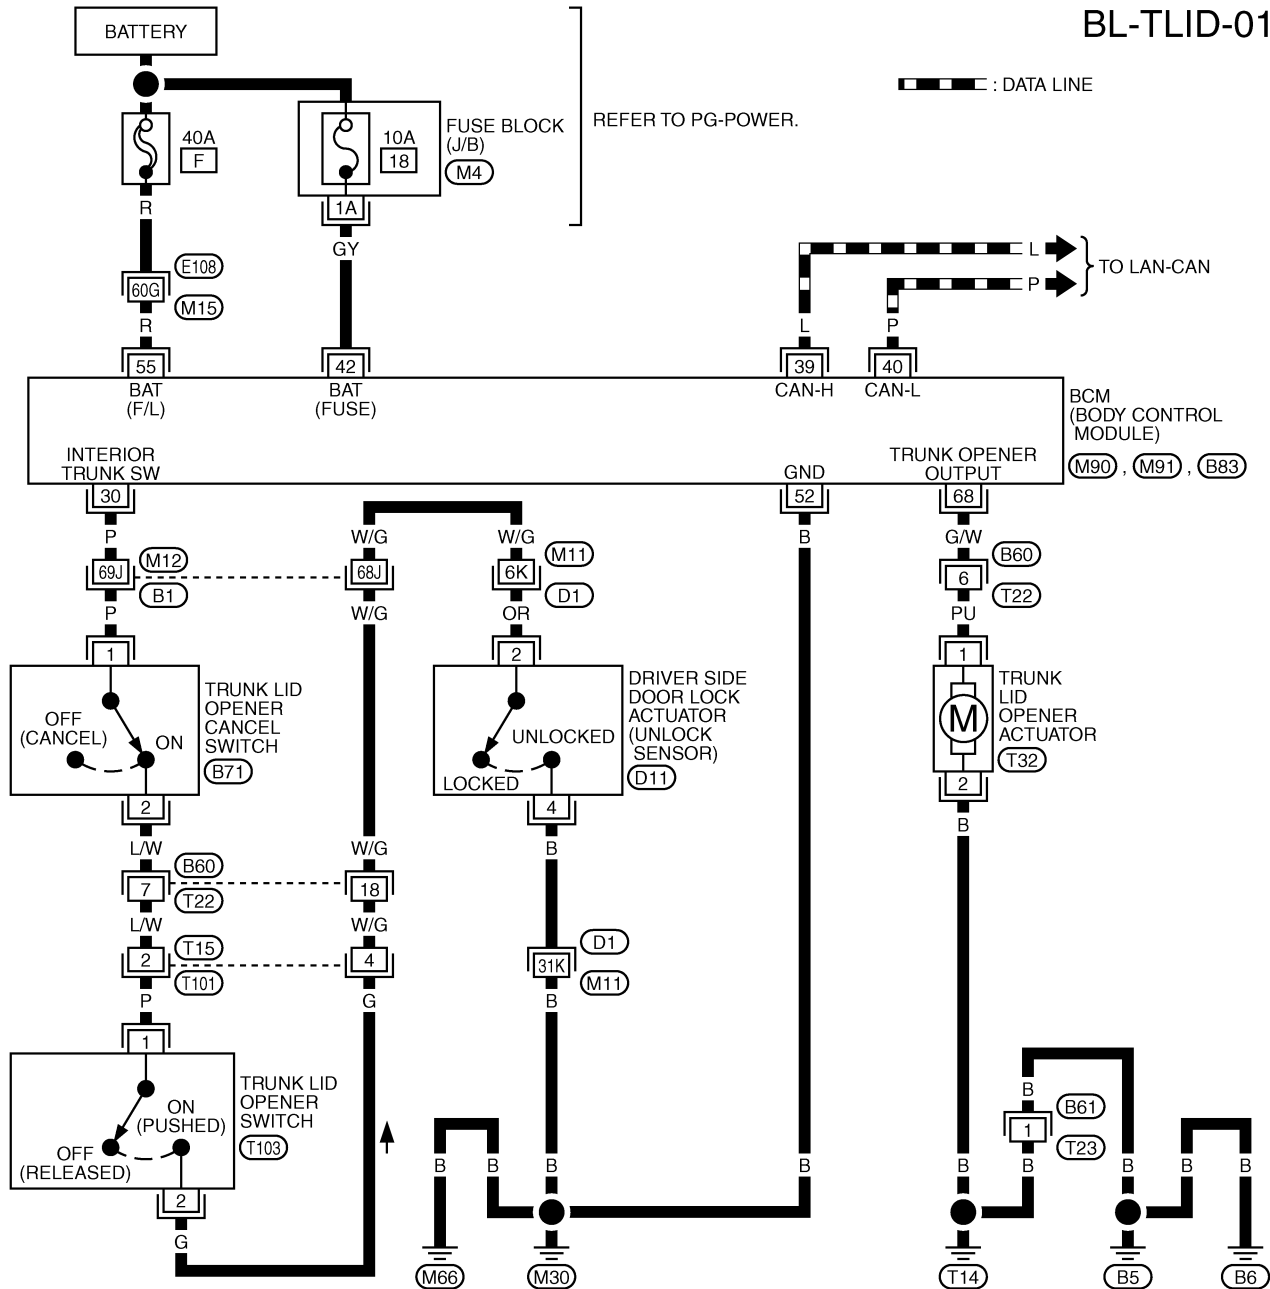 BL-TLID-01
BATTERY
: DATA LINE
40A
F
10A
18
FUSE BLOCK
(J/B)
M4
REFER TO PG-POWER.
R
1A
GY
E108
60G
M15
R
L
P
TO LAN-CAN
L
P
55
42
39
40
BAT
(F/L)
BAT
(FUSE)
CAN-H
CAN-L
BCM
(BODY CONTROL
MODULE)
M90 , M91 , B83
INTERIOR
TRUNK SW
GND
TRUNK OPENER
OUTPUT
30
52
68
P
W/G
W/G
B
G/W
69J
M12
B1
68J
6K
M11
D1
6
B60
T22
P
W/G
OR
PU
1
2
1
TRUNK LID
OPENER
CANCEL
SWITCH
B71
OFF
(CANCEL)
ON
DRIVER SIDE
DOOR LOCK
ACTUATOR
(UNLOCK
SENSOR)
D11
UNLOCKED
LOCKED
M
TRUNK
LID
OPENER
ACTUATOR
T32
2
4
2
L/W
W/G
B
B
7
B60
T22
18
L/W
W/G
2
T15
T101
4
31K
D1
M11
P
G
B
1
TRUNK LID
OPENER
SWITCH
T103
ON
(PUSHED)
OFF
(RELEASED)
2
G
B
1
B61
T23
B
B
B
B
B
B
B
B
B
M66
M30
T14
B5
B6